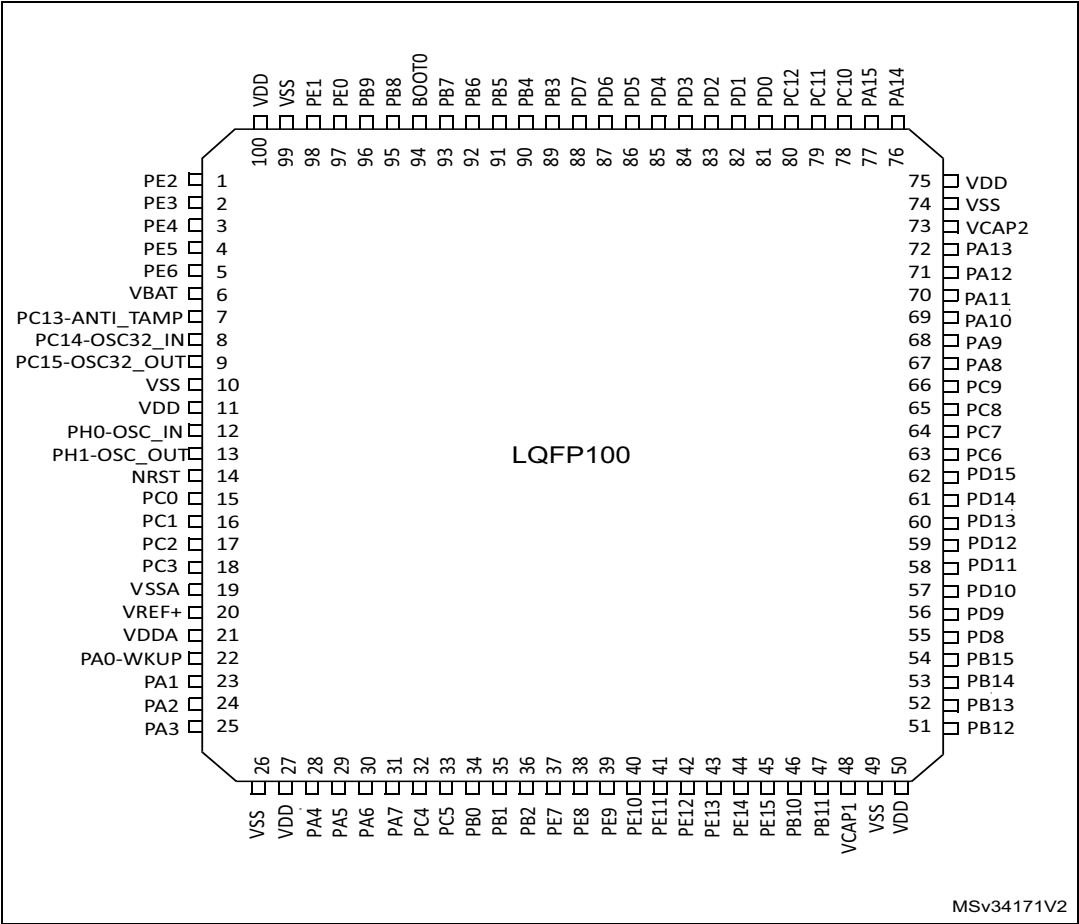 VDD VSS PE1 PE0 PB9 PB8 BOOT0 PB7 PB6 PB5 PB4 PB3 PD7 PD6 PD5 PD4 PD3 PD2 PD1 PD0 PC12 PC11 PC10 PA15 PA14
100 99 98 97 96 95 94 93 92 91 90 89 88 87 86 85 84 83 82 81 80 79 78 77 76
PE2 1 75 VDD
PE3 2 74 VSS
PE4 3 73 VCAP2
PE5 4 72 PA13
PE6 5 71 PA12
VBAT 6 70 PA11
PC13-ANTI_TAMP 7 69 PA10
PC14-OSC32_IN 8 68 PA9
PC15-OSC32_OUT 9 67 PA8
VSS 10 66 PC9
VDD 11 65 PC8
PH0-OSC_IN 12 64 PC7
PH1-OSC_OUT 13 LQFP100 63 PC6
NRST 14 62 PD15
PC0 15 61 PD14
PC1 16 60 PD13
PC2 17 59 PD12
PC3 18 58 PD11
VSSA 19 57 PD10
VREF+ 20 56 PD9
VDDA 21 55 PD8
PA0-WKUP 22 54 PB15
PA1 23 53 PB14
PA2 24 52 PB13
PA3 25 51 PB12
26 27 28 29 30 31 32 33 34 35 36 37 38 39 40 41 42 43 44 45 46 47 48 49 50
VSS VDD PA4 PA5 PA6 PA7 PC4 PC5 PB0 PB1 PB2 PE7 PE8 PE9 PE10 PE11 PE12 PE13 PE14 PE15 PB10 PB11 VCAP1 VSS VDD
MSv34171V2